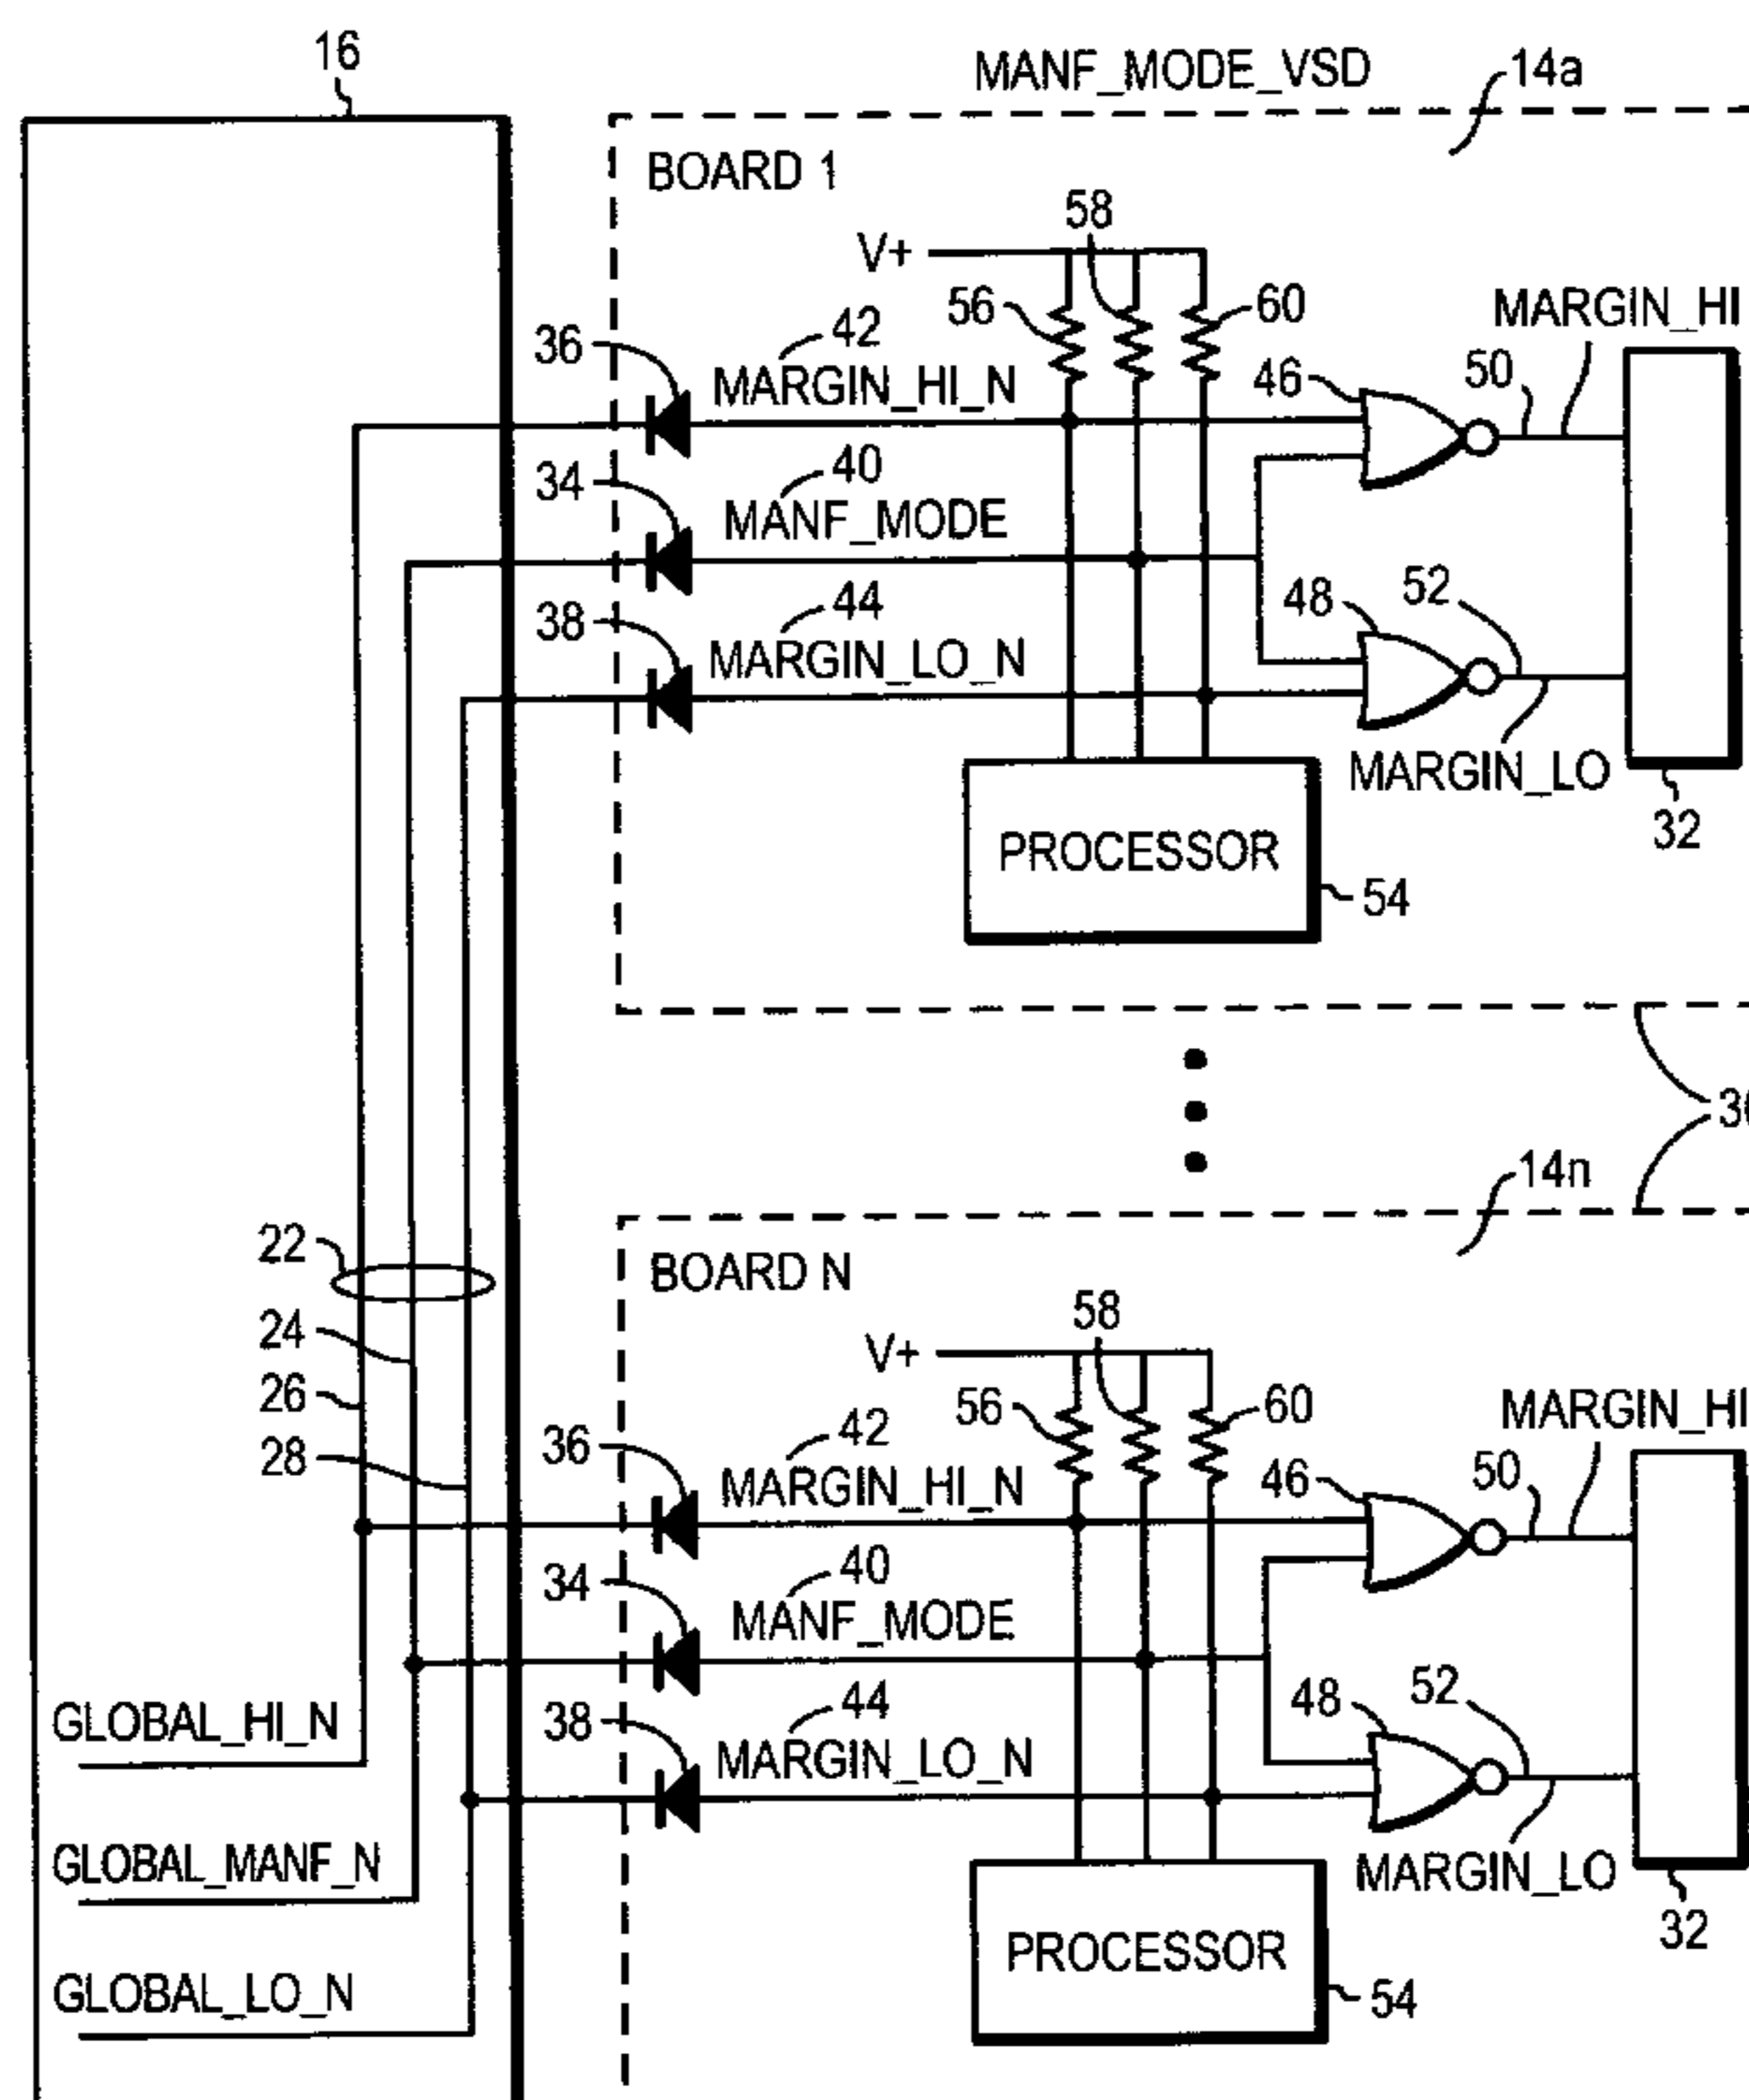 16
MANF_MODE_VSD
14a
BOARD 1
58
V+
56
60
MARGIN_HI
42
36
MARGIN_HI_N
46
50
40
34
MANF_MODE
44
38
MARGIN_LO_N
48
52
MARGIN_LO
32
PROCESSOR
54
14n
22
BOARD N
24
58
V+
26
56
60
MARGIN_HI
28
42
36
MARGIN_HI_N
46
50
40
34
MANF_MODE
GLOBAL_HI_N
44
38
MARGIN_LO_N
48
52
GLOBAL_MANF_N
MARGIN_LO
32
PROCESSOR
GLOBAL_LO_N
54